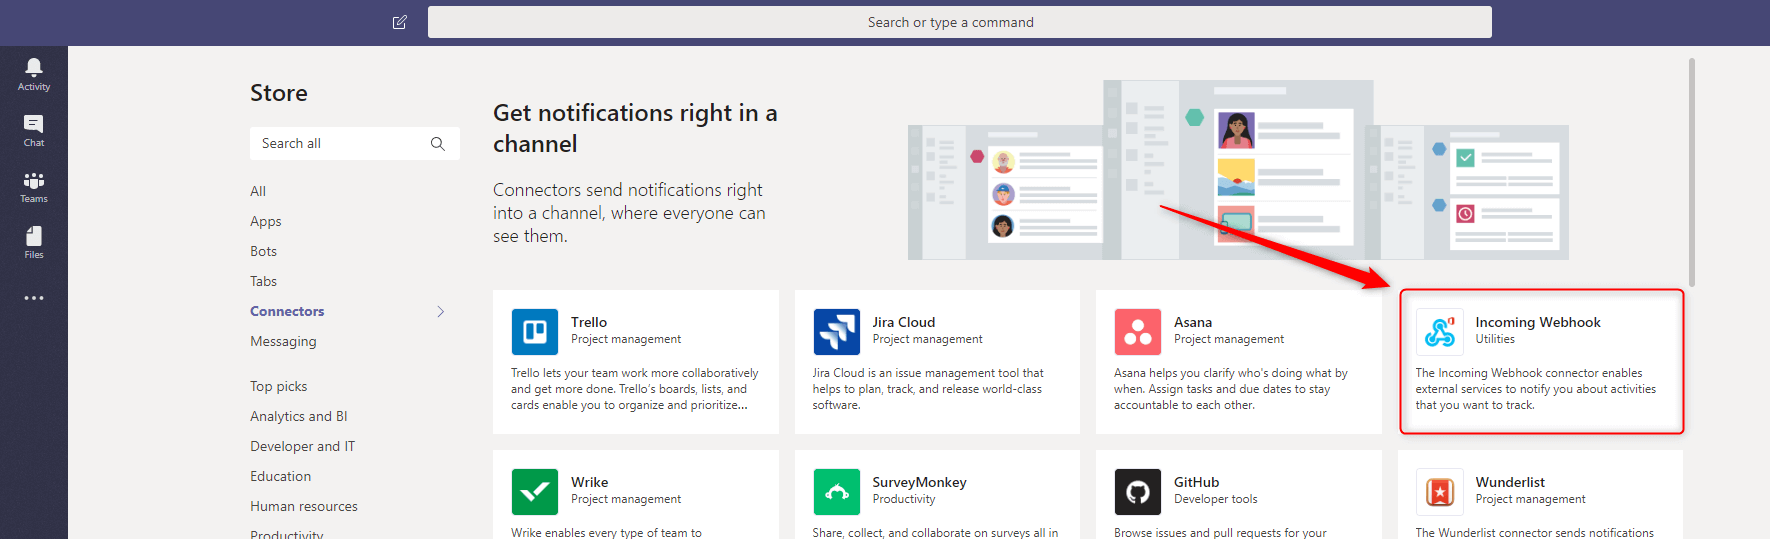 Search or type a command
Activity
Chat
Teams
Files
Store
Search all
All
Apps
Bots
Tabs
Connectors
Messaging
Top picks
Analytics and BI
Developer and IT
Education
Human resources
Productivity
Get notifications right in a
channel
Connectors send notifications right
into a channel, where everyone can
see them.
Trello
Project management
Trello lets your team work more collaboratively
and get more done. Trello's boards, lists, and
cards enable you to organize and prioritize...
Jira Cloud
Project management
Jira Cloud is an issue management tool that
helps to plan, track, and release world-class
software.
Asana
Project management
Asana helps you clarify who's doing what by
when. Assign tasks and due dates to stay
accountable to each other.
Incoming Webhook
Utilities
The Incoming Webhook connector enables
external services to notify you about activities
that you want to track.
Wrike
Project management
Wrike enables every type of team to
SurveyMonkey
Productivity
Share, collect, and collaborate on surveys all in
GitHub
Developer tools
Browse issues and pull requests for your
Wunderlist
Project management
The Wunderlist connector sends notifications